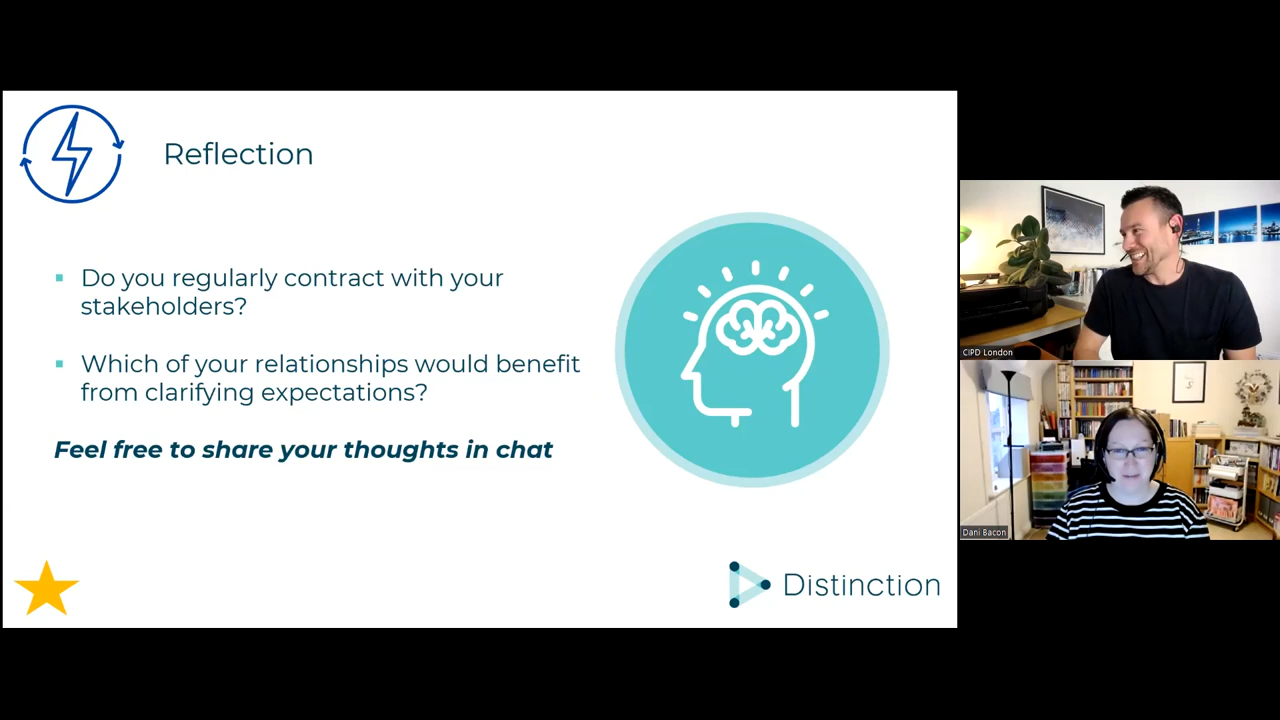 Reflection
Do you regularly contract with your
stakeholders?
Which of your relationships would benefit
from clarifying expectations?
Feel free to share your thoughts in chat
Distinction
CIPD London
Dani Bacon